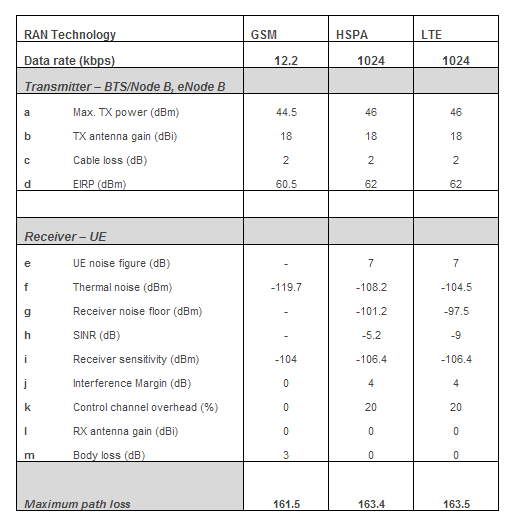 RAN Technology GSM HSPA LTE
Data rate (kbps) 12.2 1024 1024
Transmitter – BTS/Node B, eNode B
a Max. TX power (dBm) 44.5 46 46
b TX antenna gain (dBi) 18 18 18
c Cable loss (dB) 2 2 2
d EIRP (dBm) 60.5 62 62
Receiver – UE
e UE noise figure (dB) - 7 7
f Thermal noise (dBm) -119.7 -108.2 -104.5
g Receiver noise floor (dBm) - -101.2 -97.5
h SINR (dB) - -5.2 -9
i Receiver sensitivity (dBm) -104 -106.4 -106.4
j Interference Margin (dB) 0 4 4
k Control channel overhead (%) 0 20 20
l RX antenna gain (dBi) 0 0 0
m Body loss (dB) 3 0 0
Maximum path loss 161.5 163.4 163.5